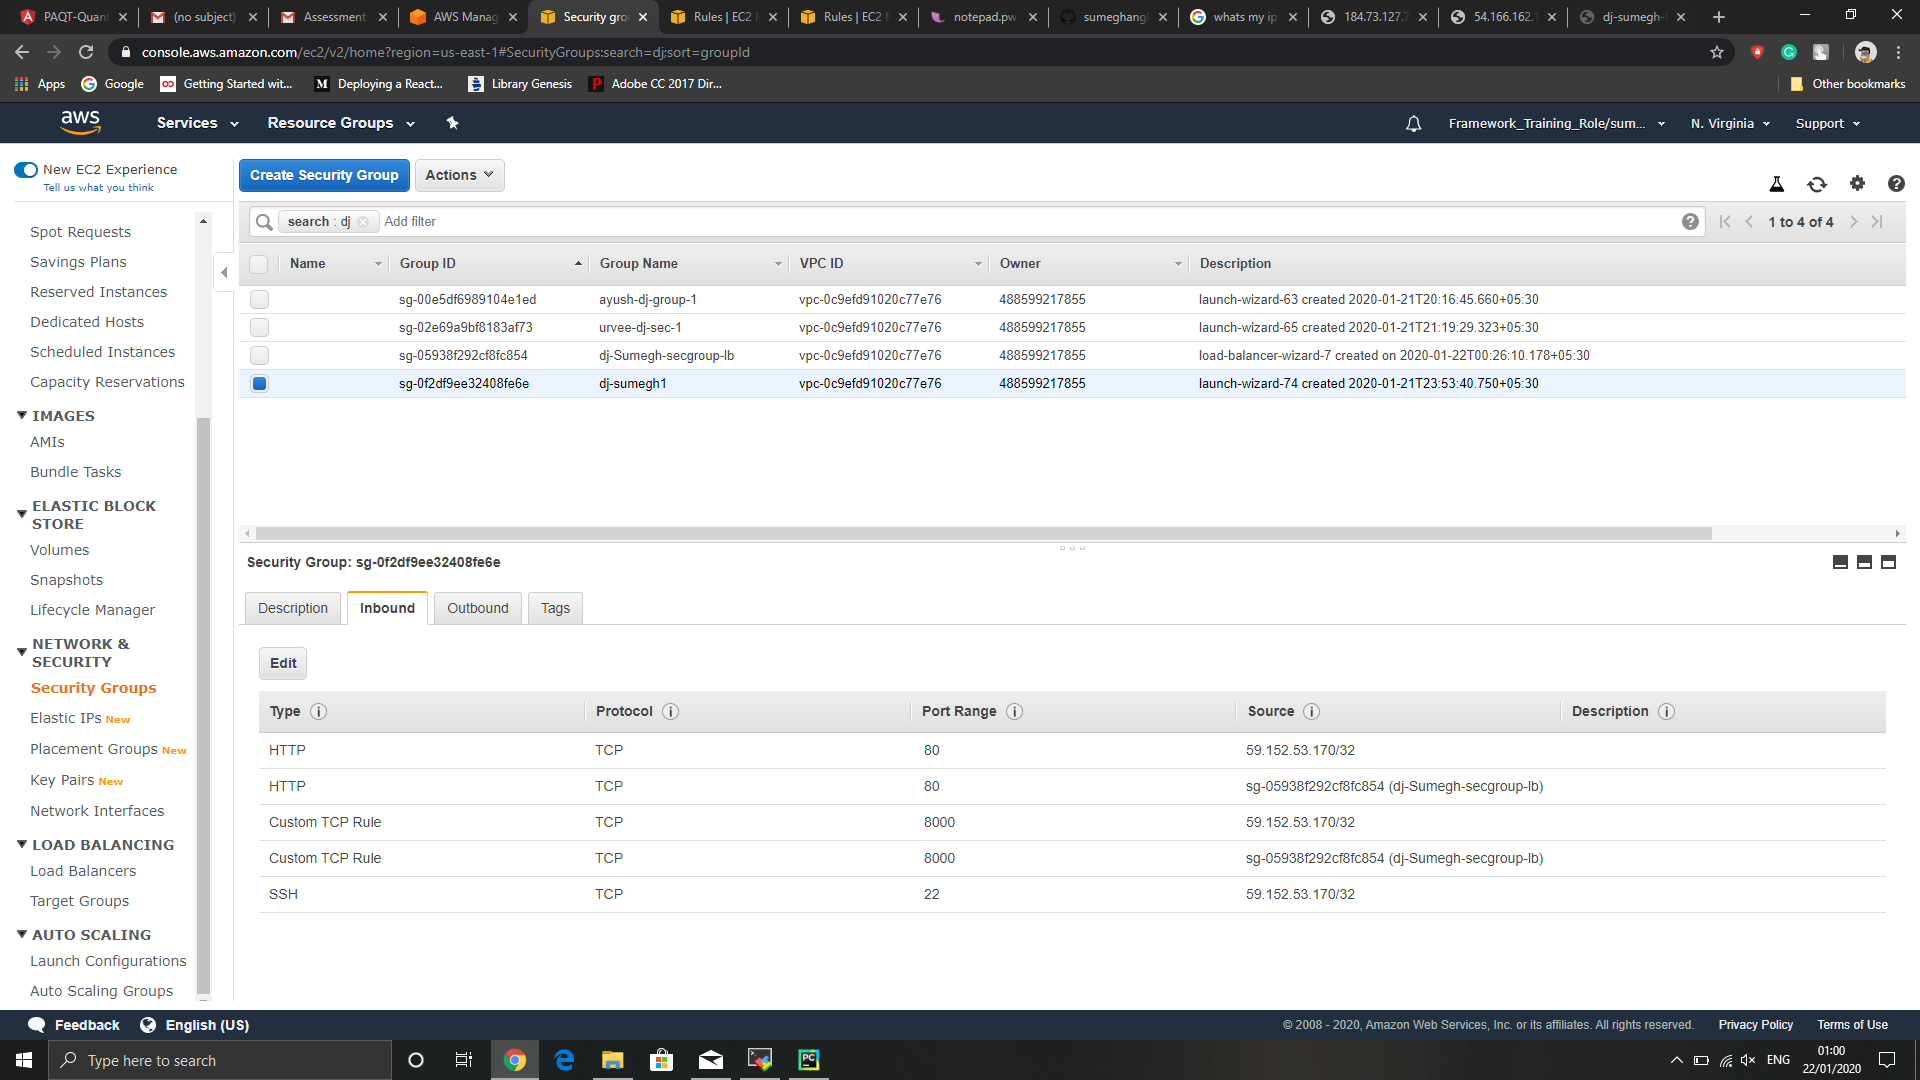 PAQT-Quant
(no subject)
Assessment
AWS Manag
Security gro
Rules | EC2 M
Rules | EC2 M
notepad.pw
sumeghangh
whats my ip
184.73.127.7
54.166.162.1
dj-sumegh-l
console.aws.amazon.com/ec2/v2/home?region=us-east-1#SecurityGroups:search=dj;sort=groupId
Apps
Google
Getting Started wit...
Deploying a React...
Library Genesis
Adobe CC 2017 Dir...
Other bookmarks
aws
Services
Resource Groups
Framework_Training_Role/sum...
N. Virginia
Support
New EC2 Experience
Tell us what you think
Spot Requests
Savings Plans
Reserved Instances
Dedicated Hosts
Scheduled Instances
Capacity Reservations
IMAGES
AMIs
Bundle Tasks
ELASTIC BLOCK
STORE
Volumes
Snapshots
Lifecycle Manager
NETWORK &
SECURITY
Security Groups
Elastic IPs New
Placement Groups New
Key Pairs New
Network Interfaces
LOAD BALANCING
Load Balancers
Target Groups
AUTO SCALING
Launch Configurations
Auto Scaling Groups
Create Security Group
Actions
search : dj
Add filter
1 to 4 of 4
Name Group ID Group Name VPC ID Owner Description
sg-00e5df6989104e1ed ayush-dj-group-1 vpc-0c9efd91020c77e76 488599217855 launch-wizard-63 created 2020-01-21T20:16:45.660+05:30
sg-02e69a9bf8183af73 urvee-dj-sec-1 vpc-0c9efd91020c77e76 488599217855 launch-wizard-65 created 2020-01-21T21:19:29.323+05:30
sg-05938f292cf8fc854 dj-Sumegh-secgroup-lb vpc-0c9efd91020c77e76 488599217855 load-balancer-wizard-7 created on 2020-01-22T00:26:10.178+05:30
sg-0f2df9ee32408fe6e dj-sumegh1 vpc-0c9efd91020c77e76 488599217855 launch-wizard-74 created 2020-01-21T23:53:40.750+05:30
Security Group: sg-0f2df9ee32408fe6e
Description
Inbound
Outbound
Tags
Edit
Type Protocol Port Range Source Description
HTTP TCP 80 59.152.53.170/32
HTTP TCP 80 sg-05938f292cf8fc854 (dj-Sumegh-secgroup-lb)
Custom TCP Rule TCP 8000 59.152.53.170/32
Custom TCP Rule TCP 8000 sg-05938f292cf8fc854 (dj-Sumegh-secgroup-lb)
SSH TCP 22 59.152.53.170/32
Feedback
English (US)
© 2008 - 2020, Amazon Web Services, Inc. or its affiliates. All rights reserved.
Privacy Policy
Terms of Use
Type here to search
PC
ENG
01:00
22/01/2020